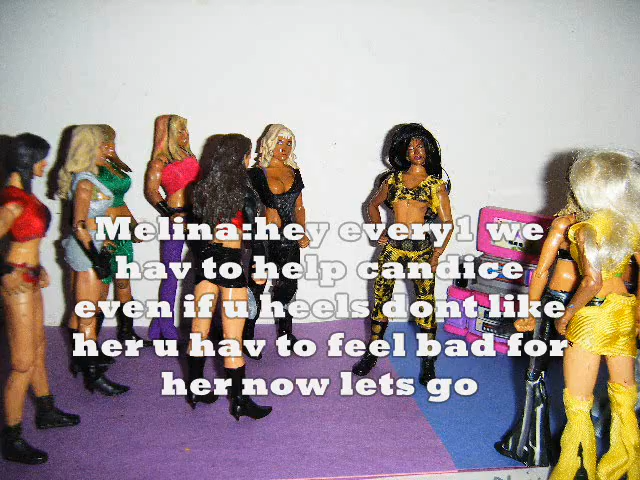 Melina:hey every1 we
hav to help candice
even if u heels dont like
her u hav to feel bad for
her now lets go